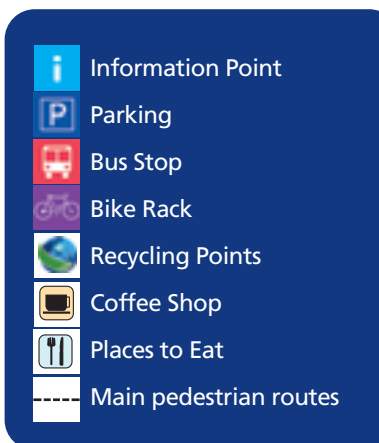 i Information Point
P Parking
Bus Stop
Bike Rack
Recycling Points
Coffee Shop
Places to Eat
Main pedestrian routes